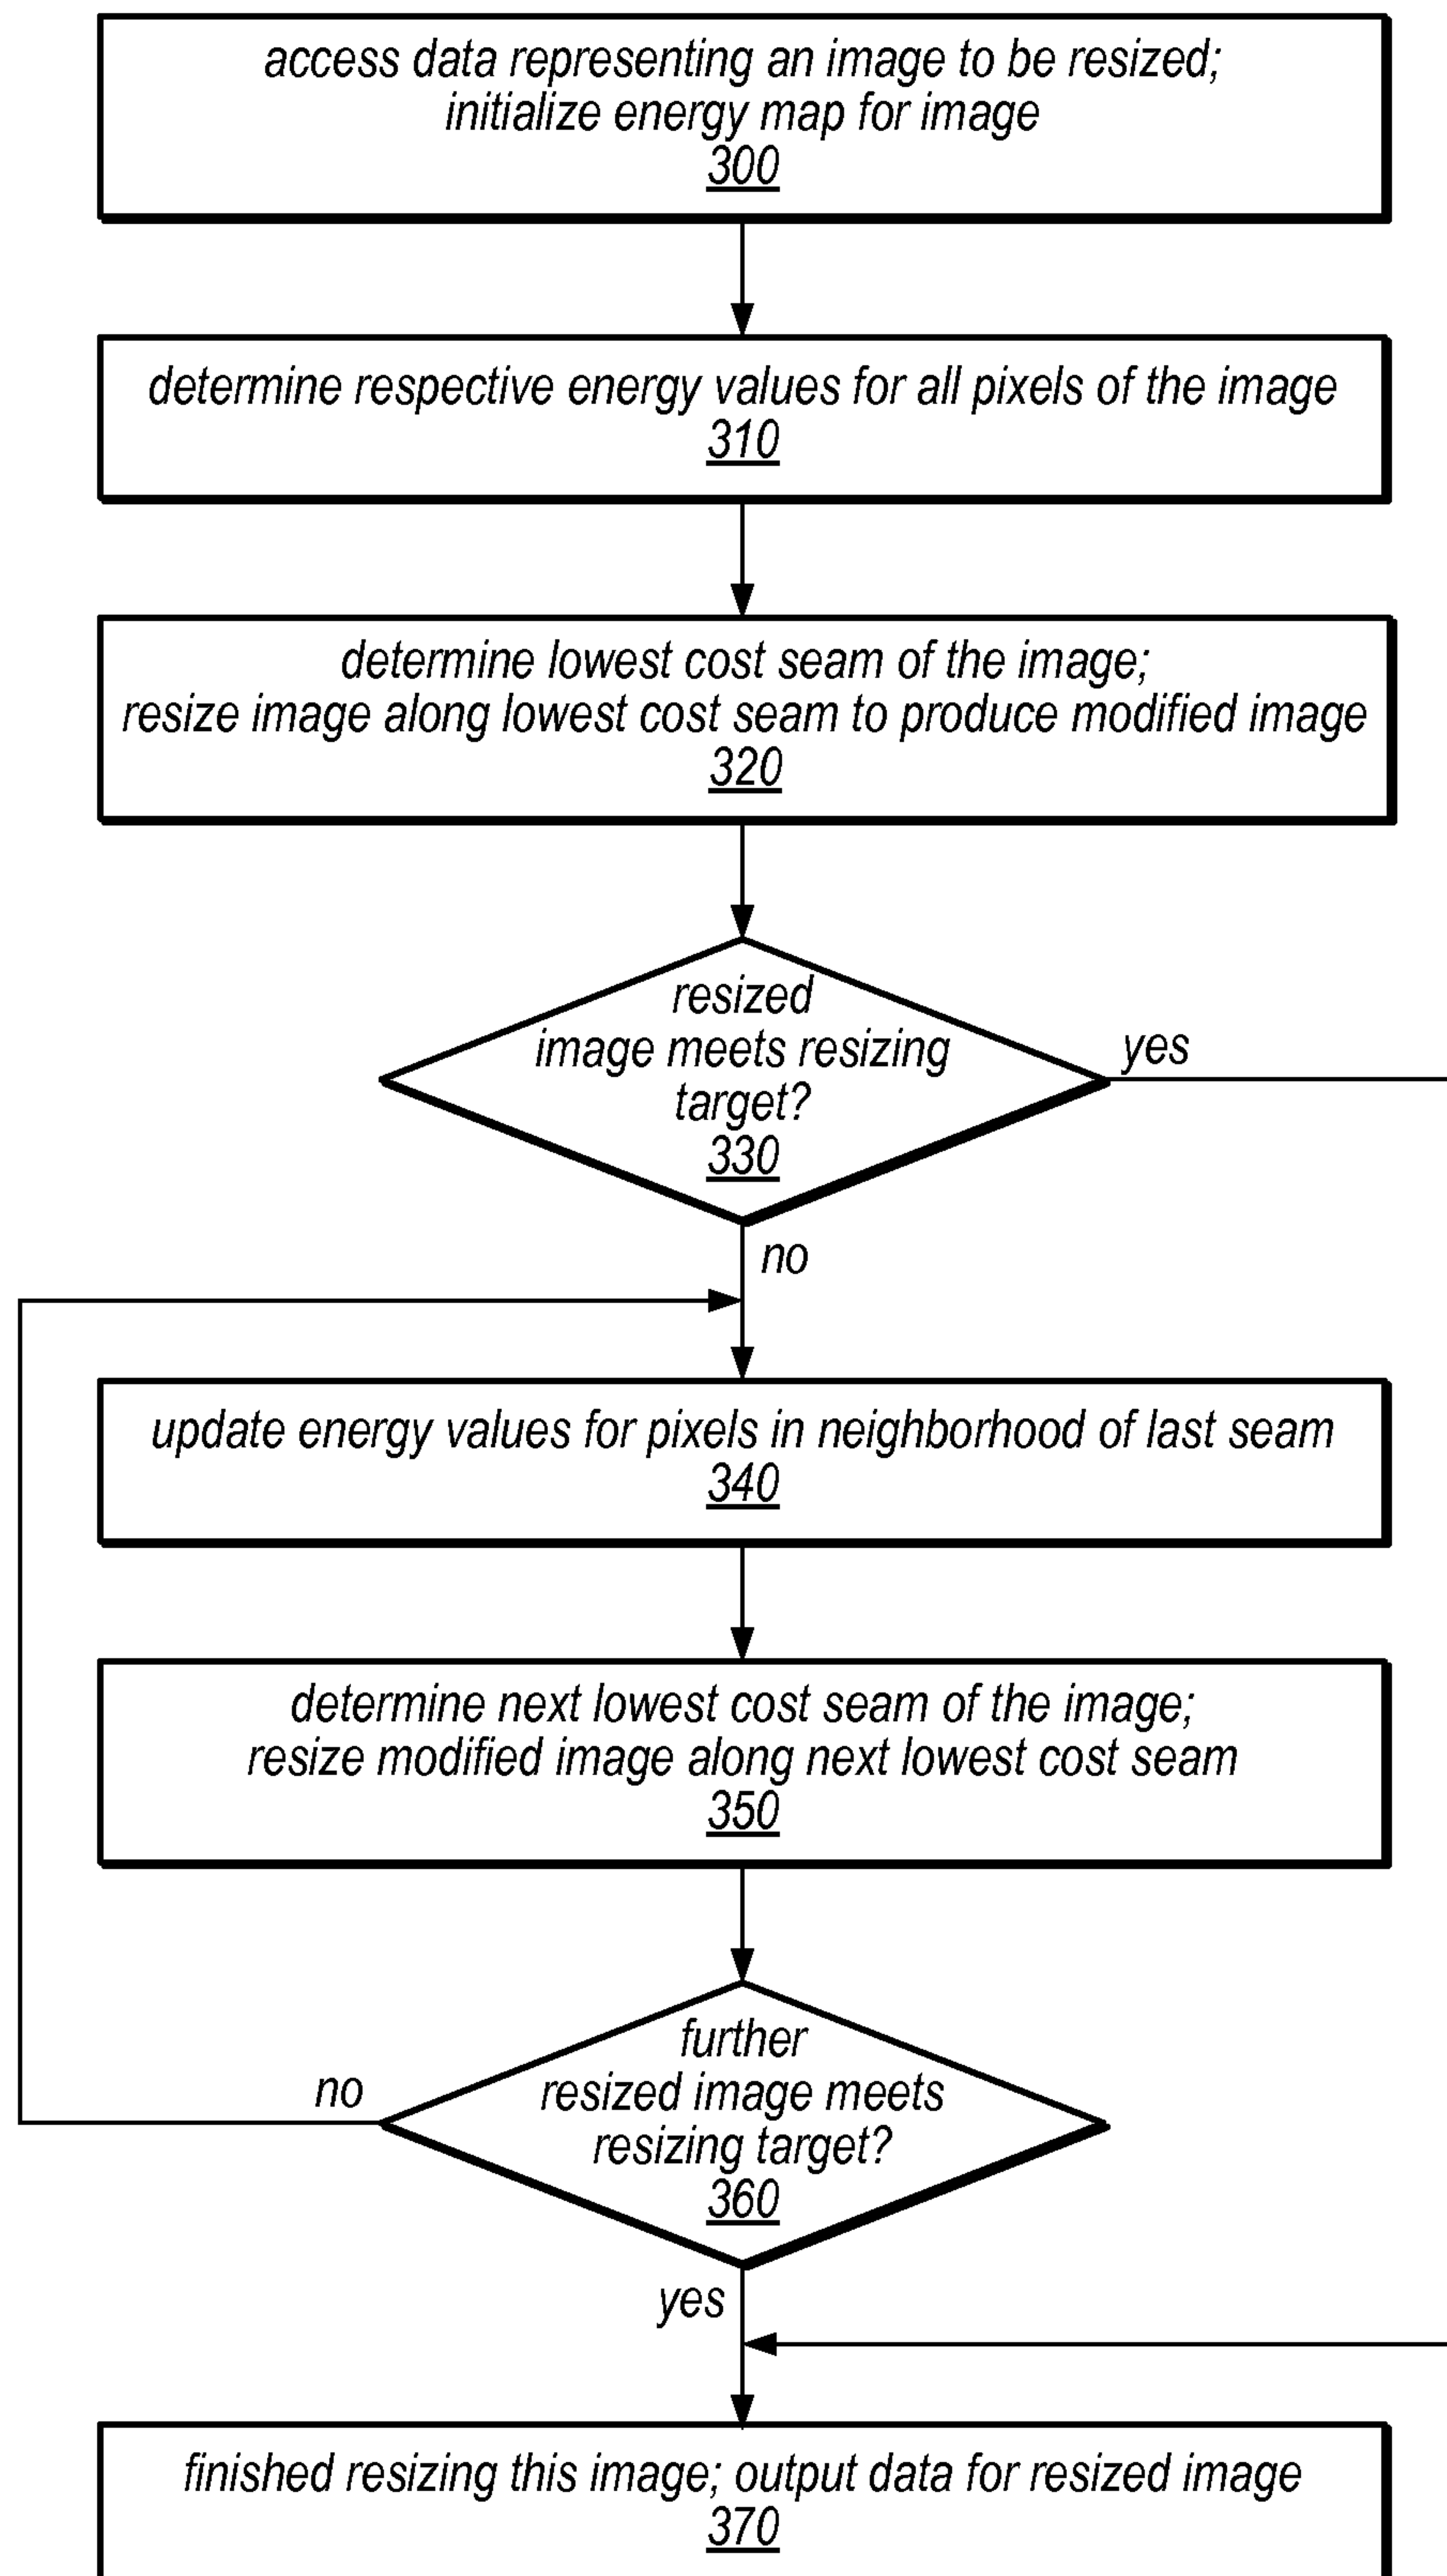 access data representing an image to be resized;
initialize energy map for image
300
determine respective energy values for all pixels of the image
310
determine lowest cost seam of the image;
resize image along lowest cost seam to produce modified image
320
resized
image meets resizing
target?
330
yes
no
update energy values for pixels in neighborhood of last seam
340
determine next lowest cost seam of the image;
resize modified image along next lowest cost seam
350
further
resized image meets
resizing target?
360
no
yes
finished resizing this image; output data for resized image
370